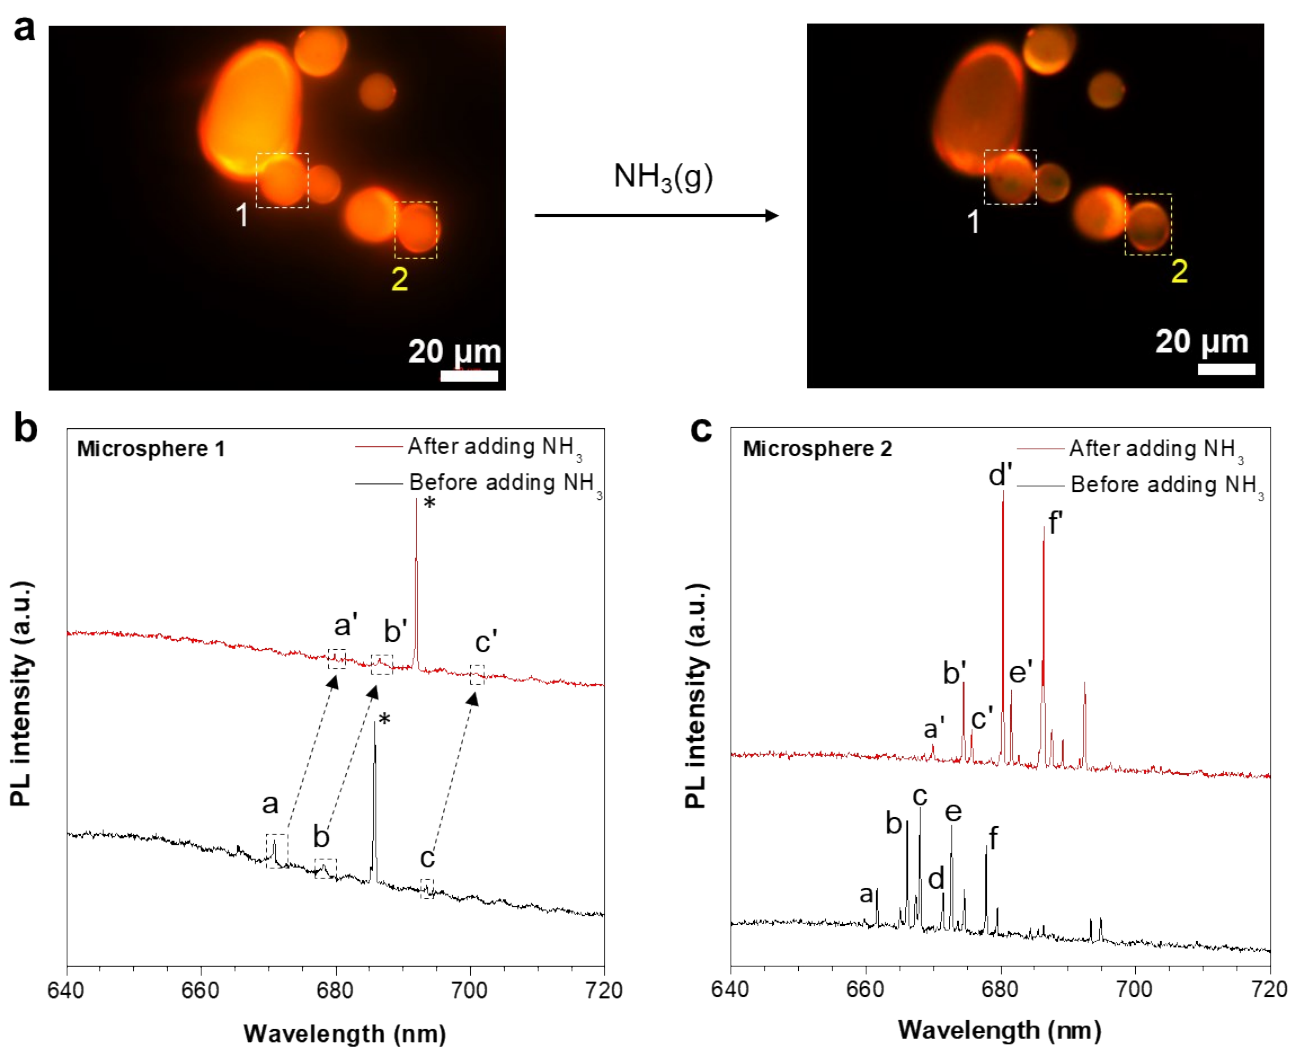 a
1
2
20 µm
NH₃(g)
1
2
20 µm
b
Microsphere 1
After adding NH₃
Before adding NH₃
*
a'
b'
c'
*
a
b
c
PL intensity (a.u.)
640
660
680
700
720
Wavelength (nm)
c
Microsphere 2
After adding NH₃
Before adding NH₃
d'
f'
b'
e'
a'
c'
c
b
e
f
d
a
PL intensity (a.u.)
640
660
680
700
720
Wavelength (nm)